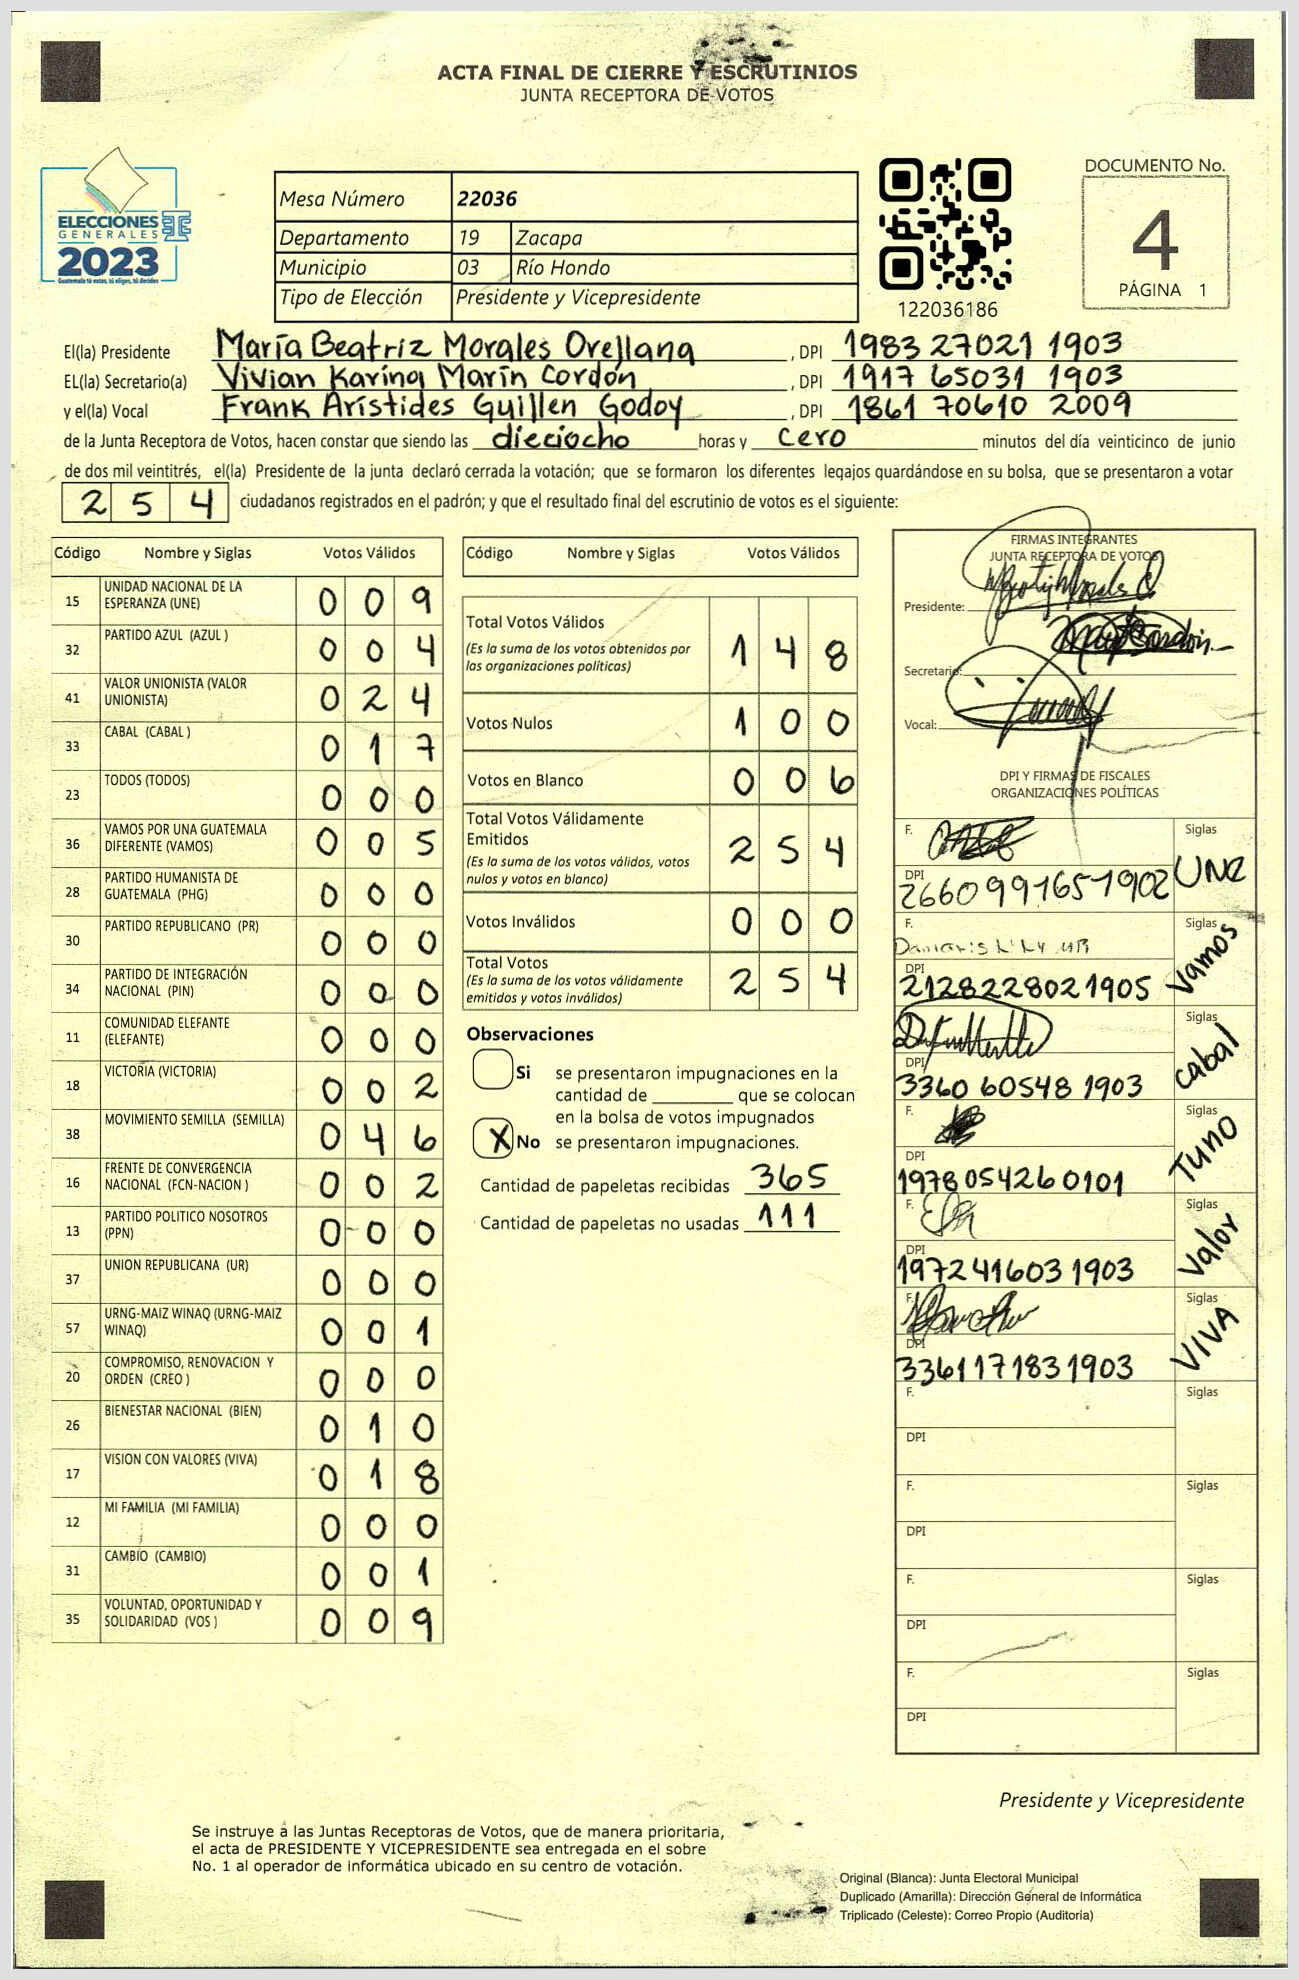 ACTA FINAL DE CIERRE Y ESCRUTINIOS
JUNTA RECEPTORA DE VOTOS
ELECCIONES
GENERALES
2023
Guatemala tú votas, tú eliges, tú decides
Mesa Número 22036
Departamento 19 Zacapa
Municipio 03 Río Hondo
Tipo de Elección Presidente y Vicepresidente
122036186
DOCUMENTO No.
4
PÁGINA 1
El(la) Presidente María Beatriz Morales Orellana, DPI 1983 27021 1903
EL(la) Secretario(a) Vivian Karina Marín Cordón, DPI 1917 65031 1903
y el(la) Vocal Frank Arístides Guillen Godoy, DPI 1861 70610 2009
de la Junta Receptora de Votos, hacen constar que siendo las dieciocho horas y cero minutos del día veinticinco de junio
de dos mil veintitrés, el(la) Presidente de la junta declaró cerrada la votación; que se formaron los diferentes legajos guardándose en su bolsa, que se presentaron a votar
254 ciudadanos registrados en el padrón; y que el resultado final del escrutinio de votos es el siguiente:
Código Nombre y Siglas Votos Válidos
15 UNIDAD NACIONAL DE LA ESPERANZA (UNE) 0 0 9
32 PARTIDO AZUL (AZUL ) 0 0 4
41 VALOR UNIONISTA (VALOR UNIONISTA) 0 2 4
33 CABAL (CABAL ) 0 1 7
23 TODOS (TODOS) 0 0 0
36 VAMOS POR UNA GUATEMALA DIFERENTE (VAMOS) 0 0 5
28 PARTIDO HUMANISTA DE GUATEMALA (PHG) 0 0 0
30 PARTIDO REPUBLICANO (PR) 0 0 0
34 PARTIDO DE INTEGRACIÓN NACIONAL (PIN) 0 0 0
11 COMUNIDAD ELEFANTE (ELEFANTE) 0 0 0
18 VICTORIA (VICTORIA) 0 0 2
38 MOVIMIENTO SEMILLA (SEMILLA) 0 4 6
16 FRENTE DE CONVERGENCIA NACIONAL (FCN-NACION ) 0 0 2
13 PARTIDO POLITICO NOSOTROS (PPN) 0 0 0
37 UNION REPUBLICANA (UR) 0 0 0
57 URNG-MAIZ WINAQ (URNG-MAIZ WINAQ) 0 0 1
20 COMPROMISO, RENOVACION Y ORDEN (CREO ) 0 0 0
26 BIENESTAR NACIONAL (BIEN) 0 1 0
17 VISION CON VALORES (VIVA) 0 1 8
12 MI FAMILIA (MI FAMILIA) 0 0 0
31 CAMBIO (CAMBIO) 0 0 1
35 VOLUNTAD, OPORTUNIDAD Y SOLIDARIDAD (VOS ) 0 0 9
Código Nombre y Siglas Votos Válidos
Total Votos Válidos 1 4 8
(Es la suma de los votos obtenidos por
las organizaciones políticas)
Votos Nulos 1 0 0
Votos en Blanco 0 0 6
Total Votos Válidamente
Emitidos 2 5 4
(Es la suma de los votos válidos, votos
nulos y votos en blanco)
Votos Inválidos 0 0 0
Total Votos 2 5 4
(Es la suma de los votos válidamente
emitidos y votos inválidos)
Observaciones
Si se presentaron impugnaciones en la
cantidad de ________ que se colocan
en la bolsa de votos impugnados
X No se presentaron impugnaciones.
Cantidad de papeletas recibidas 365
Cantidad de papeletas no usadas 111
FIRMAS INTEGRANTES
JUNTA RECEPTORA DE VOTOS
Presidente:
Secretario:
Vocal:
DPI Y FIRMAS DE FISCALES
ORGANIZACIONES POLÍTICAS
F. Siglas UNE
DPI 2660991651902
F. Siglas Vamos
DPI 2128228021905
F. Siglas Cabal
DPI 3360 60548 1903
F. Siglas TUNO
DPI 1978054260101
F. Siglas Valor
DPI 1972416031903
F. Siglas VIVA
DPI 3361171831903
F. Siglas
DPI
F. Siglas
DPI
F. Siglas
DPI
F. Siglas
DPI
Presidente y Vicepresidente
Se instruye a las Juntas Receptoras de Votos, que de manera prioritaria,
el acta de PRESIDENTE Y VICEPRESIDENTE sea entregada en el sobre
No. 1 al operador de informática ubicado en su centro de votación.
Original (Blanca): Junta Electoral Municipal
Duplicado (Amarilla): Dirección General de Informática
Triplicado (Celeste): Correo Propio (Auditoria)